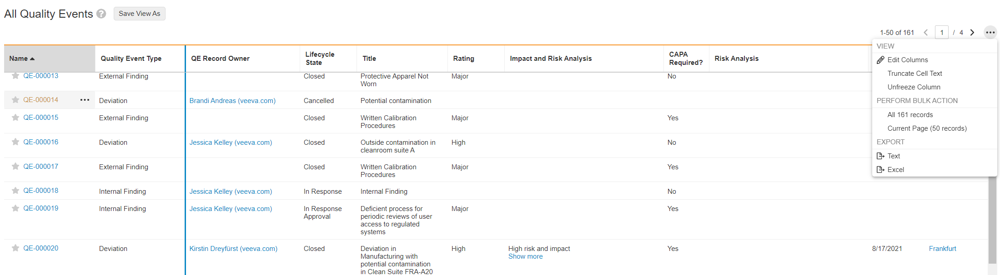 All Quality Events ? Save View As
1-50 of 161 1 / 4
VIEW
Edit Columns
Truncate Cell Text
Unfreeze Column
PERFORM BULK ACTION
All 161 records
Current Page (50 records)
EXPORT
Text
Excel
Name Quality Event Type QE Record Owner Lifecycle State Title Rating Impact and Risk Analysis CAPA Required? Risk Analysis
QE-000013 External Finding Closed Protective Apparel Not Major No
Worn
QE-000014 Deviation Brandi Andreas (veeva.com) Cancelled Potential contamination
QE-000015 External Finding Closed Written Calibration Major Yes
Procedures
QE-000016 Deviation Jessica Kelley (veeva.com) Closed Outside contamination in High No
cleanroom suite A
QE-000017 External Finding Closed Written Calibration Major Yes
Procedures
QE-000018 Internal Finding Jessica Kelley (veeva.com) In Response Internal Finding No
QE-000019 Internal Finding Jessica Kelley (veeva.com) In Response Deficient process for Major Yes
Approval periodic reviews of user
access to regulated
systems
QE-000020 Deviation Kirstin Dreyfürst (veeva.com) Closed Deviation in High High risk and impact Yes 8/17/2021 Frankfurt
Manufacturing with Show more
potential contamination
in Clean Suite FRA-A20